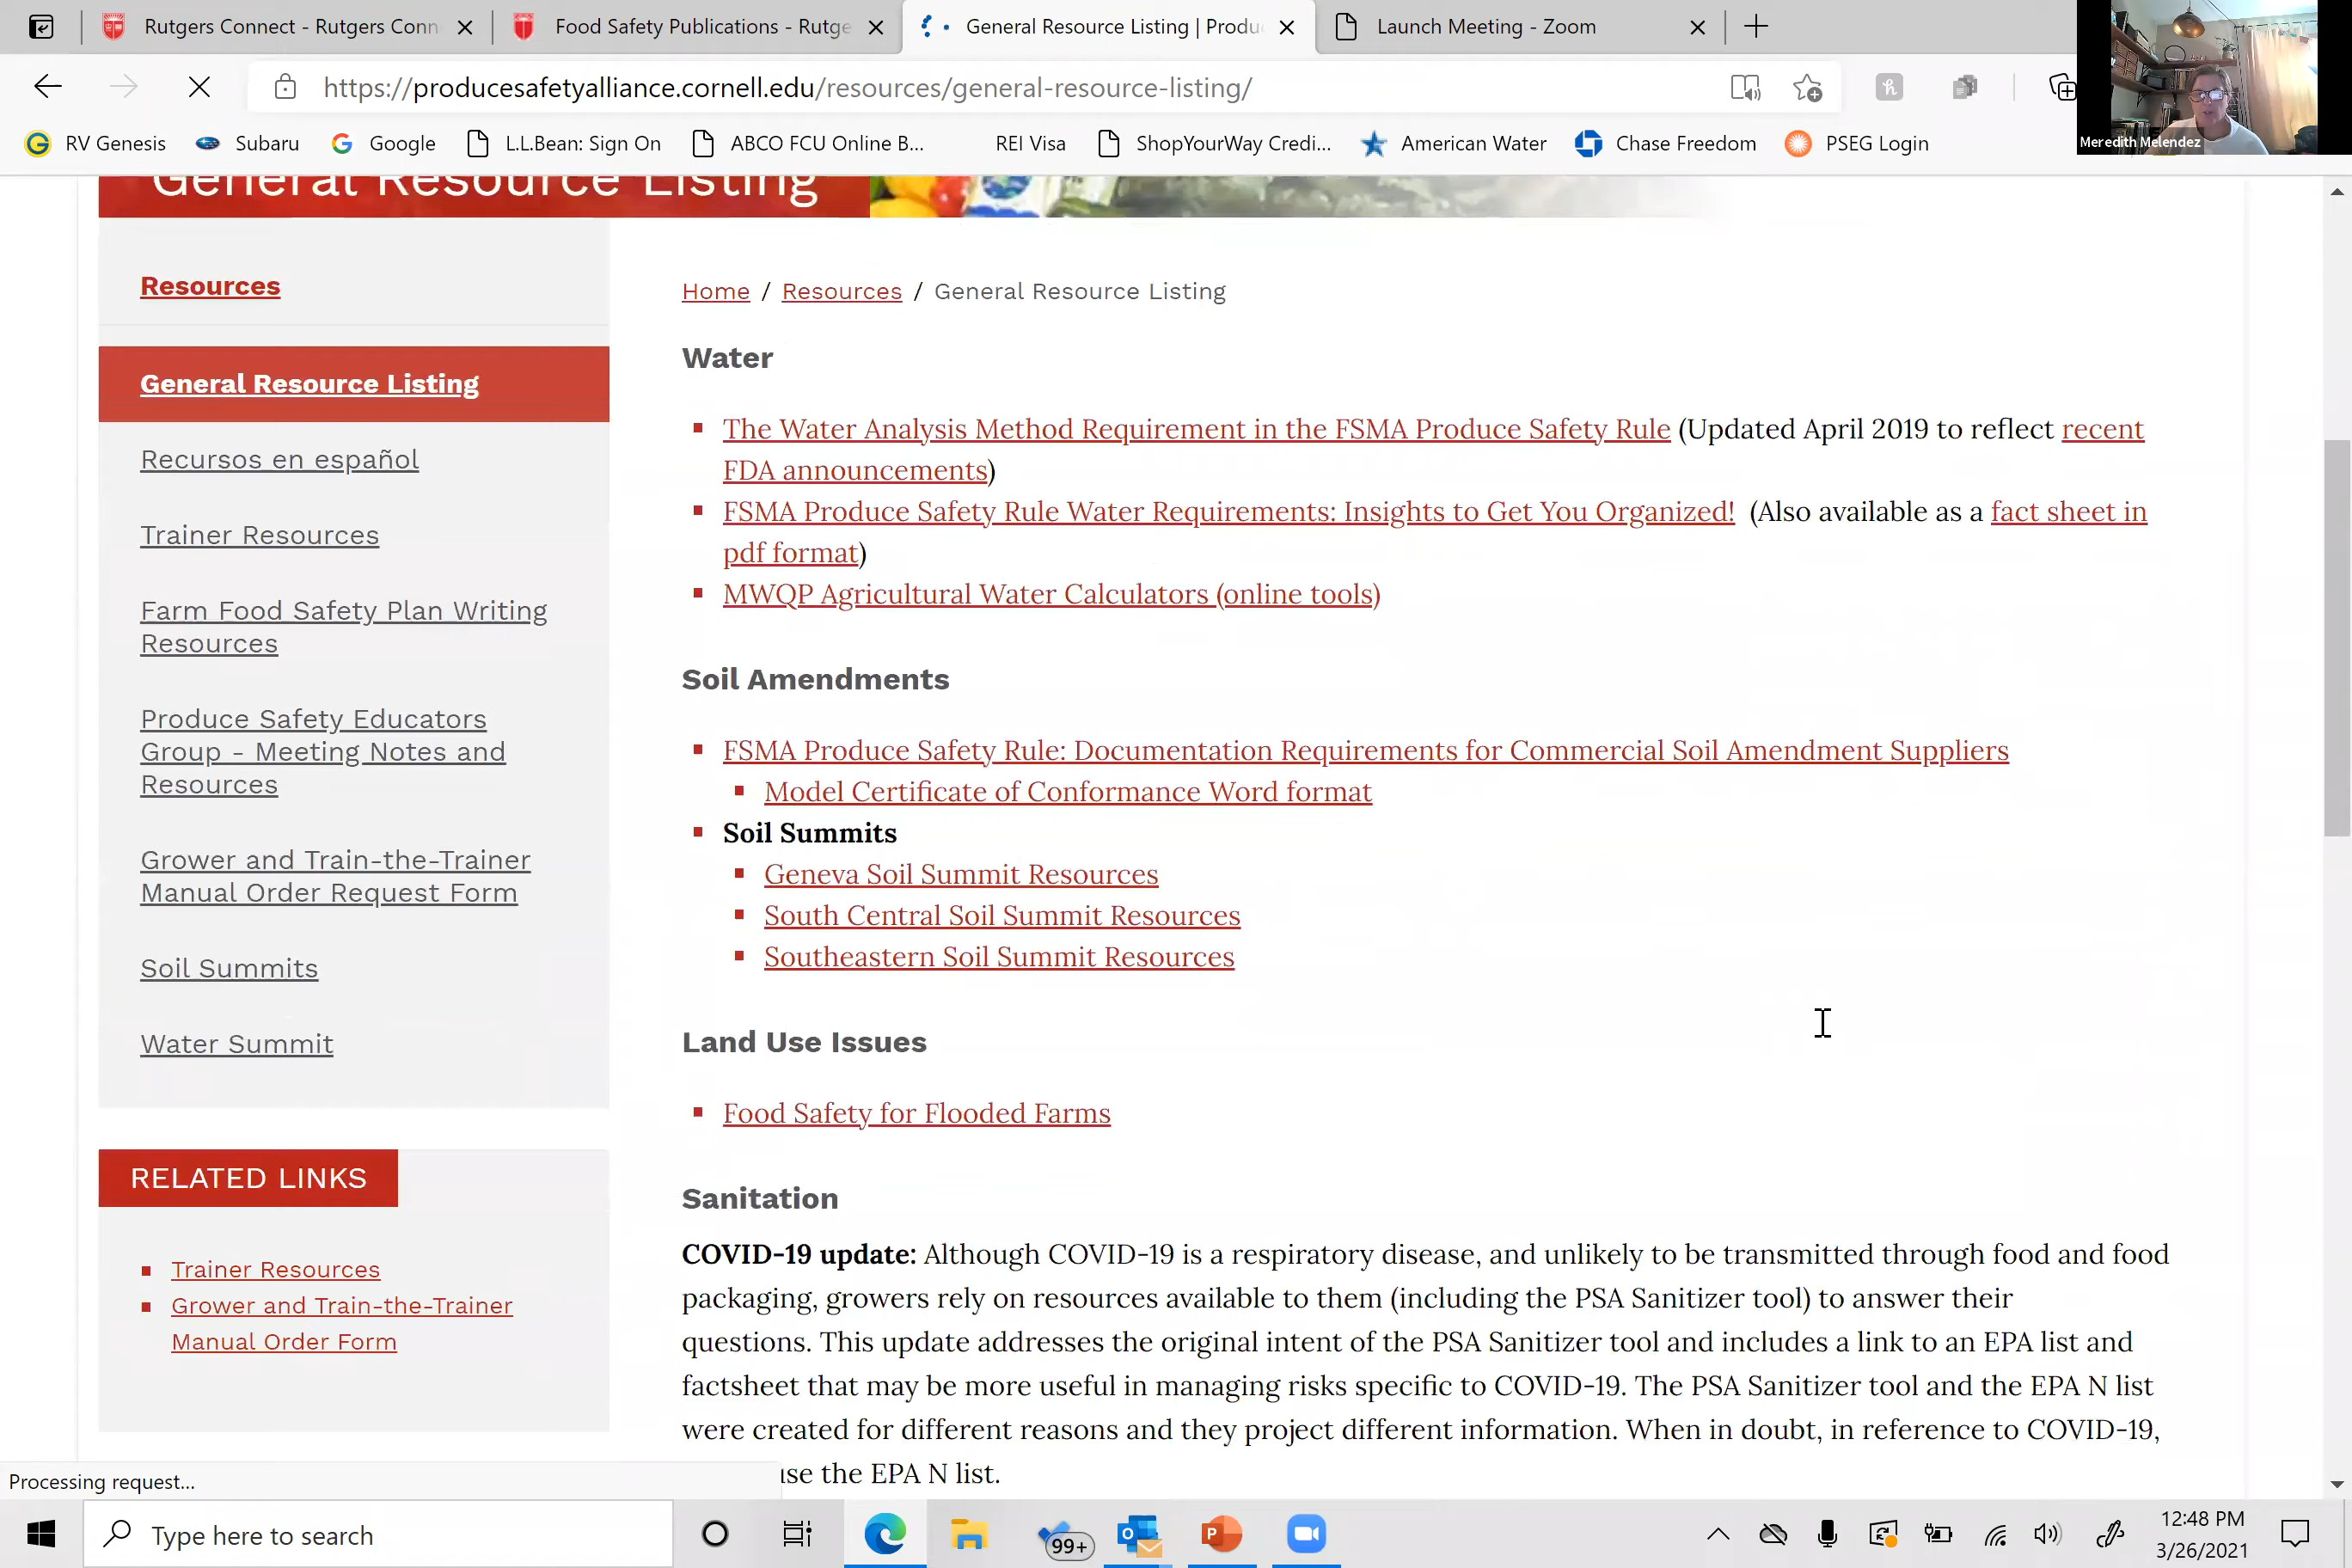 Rutgers Connect - Rutgers Conn
Food Safety Publications - Rutge
General Resource Listing | Produ
Launch Meeting - Zoom
https://producesafetyalliance.cornell.edu/resources/general-resource-listing/
RV Genesis
Subaru
Google
L.L.Bean: Sign On
ABCO FCU Online B...
REI Visa
ShopYourWay Credi...
American Water
Chase Freedom
PSEG Login
Meredith Melendez
General Resource Listing
Resources
General Resource Listing
Recursos en español
Trainer Resources
Farm Food Safety Plan Writing
Resources
Produce Safety Educators
Group - Meeting Notes and
Resources
Grower and Train-the-Trainer
Manual Order Request Form
Soil Summits
Water Summit
RELATED LINKS
Trainer Resources
Grower and Train-the-Trainer
Manual Order Form
Home / Resources / General Resource Listing
Water
The Water Analysis Method Requirement in the FSMA Produce Safety Rule (Updated April 2019 to reflect recent
FDA announcements)
FSMA Produce Safety Rule Water Requirements: Insights to Get You Organized! (Also available as a fact sheet in
pdf format)
MWQP Agricultural Water Calculators (online tools)
Soil Amendments
FSMA Produce Safety Rule: Documentation Requirements for Commercial Soil Amendment Suppliers
Model Certificate of Conformance Word format
Soil Summits
Geneva Soil Summit Resources
South Central Soil Summit Resources
Southeastern Soil Summit Resources
Land Use Issues
Food Safety for Flooded Farms
Sanitation
COVID-19 update: Although COVID-19 is a respiratory disease, and unlikely to be transmitted through food and food
packaging, growers rely on resources available to them (including the PSA Sanitizer tool) to answer their
questions. This update addresses the original intent of the PSA Sanitizer tool and includes a link to an EPA list and
factsheet that may be more useful in managing risks specific to COVID-19. The PSA Sanitizer tool and the EPA N list
were created for different reasons and they project different information. When in doubt, in reference to COVID-19,
use the EPA N list.
Processing request...
Type here to search
99+
12:48 PM
3/26/2021